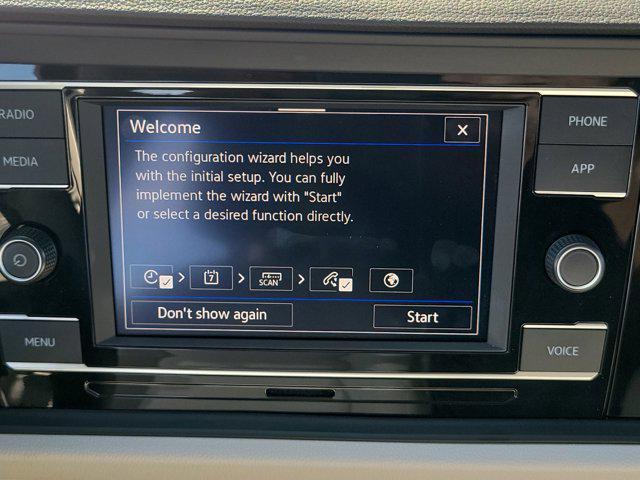 RADIO
MEDIA
MENU
Welcome
X
The configuration wizard helps you
with the initial setup. You can fully
implement the wizard with "Start"
or select a desired function directly.
7
SCAN
Don't show again
Start
PHONE
APP
VOICE